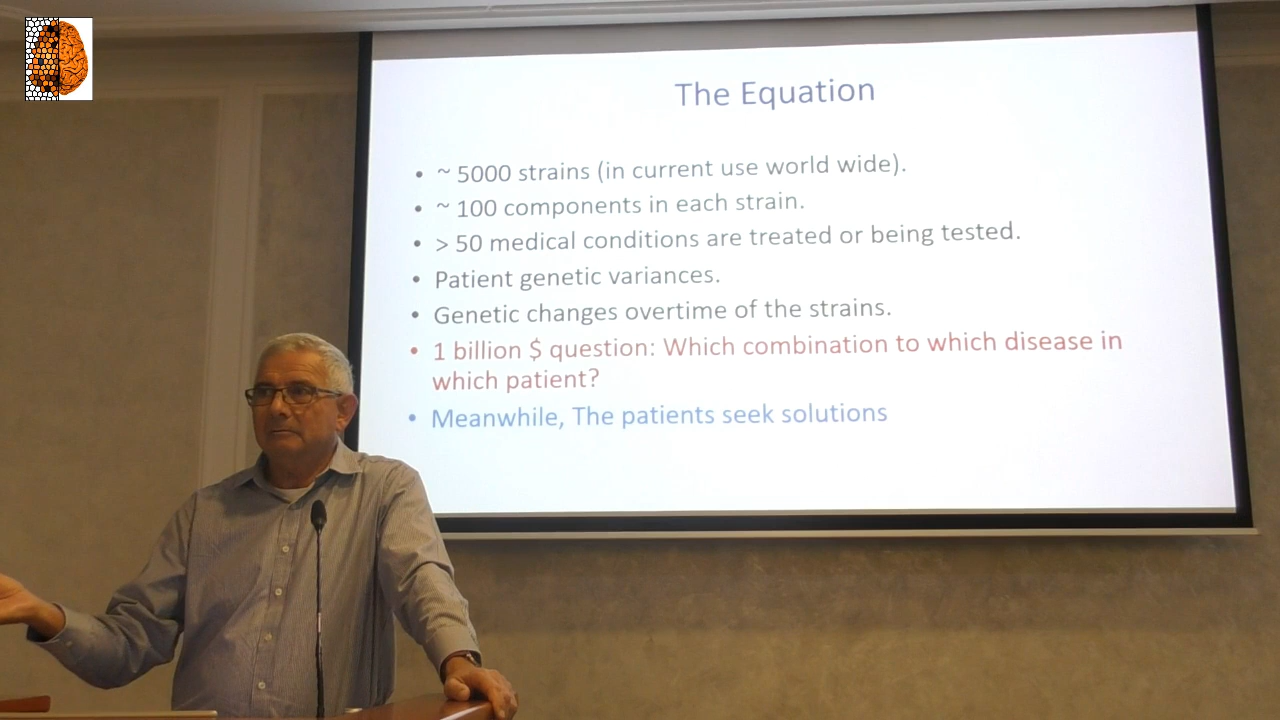 The Equation
• ~ 5000 strains (in current use world wide).
• ~ 100 components in each strain.
• > 50 medical conditions are treated or being tested.
• Patient genetic variances.
• Genetic changes overtime of the strains.
• 1 billion $ question: Which combination to which disease in
which patient?
• Meanwhile, The patients seek solutions